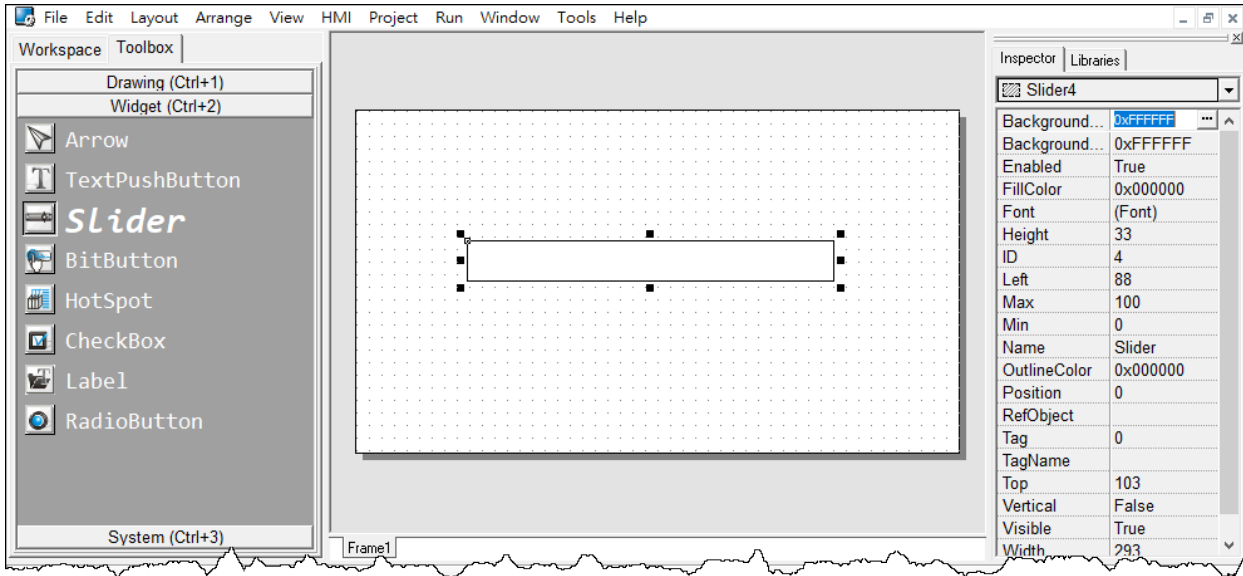 File Edit Layout Arrange View HMI Project Run Window Tools Help
Workspace Toolbox
Drawing (Ctrl+1)
Widget (Ctrl+2)
Arrow
TextPushButton
Slider
BitButton
HotSpot
CheckBox
Label
RadioButton
System (Ctrl+3)
Frame1
Inspector Libraries
Slider4
Background... 0xFFFFFF ...
Background... 0xFFFFFF
Enabled True
FillColor 0x000000
Font (Font)
Height 33
ID 4
Left 88
Max 100
Min 0
Name Slider
OutlineColor 0x000000
Position 0
RefObject
Tag 0
TagName
Top 103
Vertical False
Visible True
Width 293